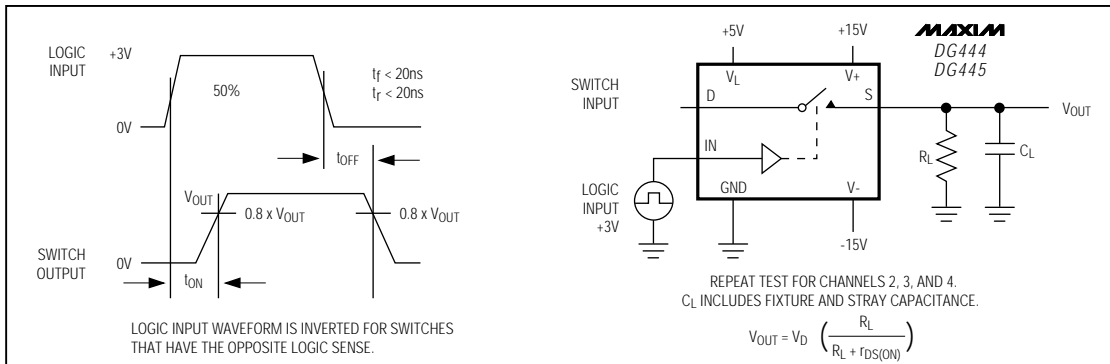 LOGIC
INPUT
+3V
0V
50%
tf < 20ns
tr < 20ns
tOFF
VOUT
0.8 x VOUT
0.8 x VOUT
SWITCH
OUTPUT
0V
tON
LOGIC INPUT WAVEFORM IS INVERTED FOR SWITCHES
THAT HAVE THE OPPOSITE LOGIC SENSE.
+5V
+15V
MAXIM
DG444
DG445
VL
V+
SWITCH
INPUT
D
S
VOUT
IN
RL
CL
LOGIC
INPUT
+3V
GND
V-
-15V
REPEAT TEST FOR CHANNELS 2, 3, AND 4.
CL INCLUDES FIXTURE AND STRAY CAPACITANCE.
VOUT = VD ( RL / RL + rDS(ON) )